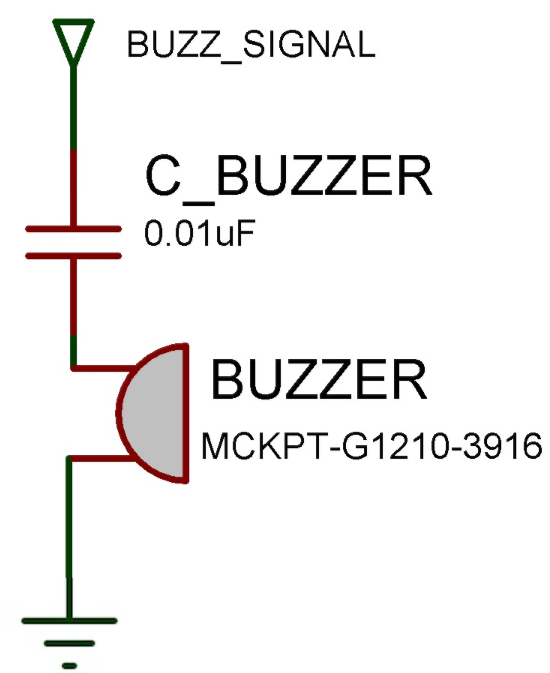 BUZZ_SIGNAL
C_BUZZER
0.01uF
BUZZER
MCKPT-G1210-3916